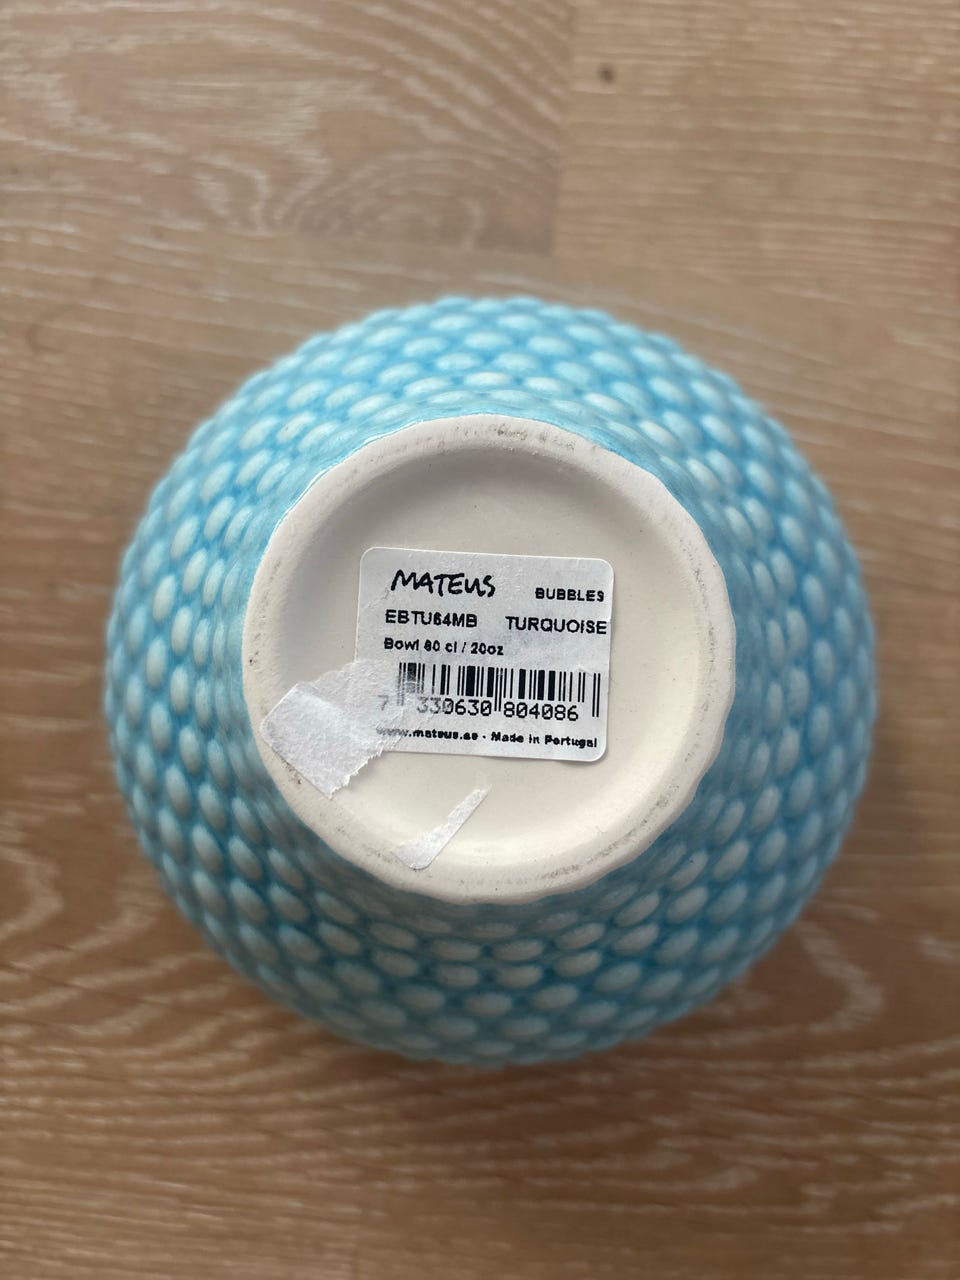 MATEUS BUBBLES
EBTU64MB TURQUOISE
Bowl 60 cl / 20oz
7 330630 804086
www.mateus.se - Made in Portugal